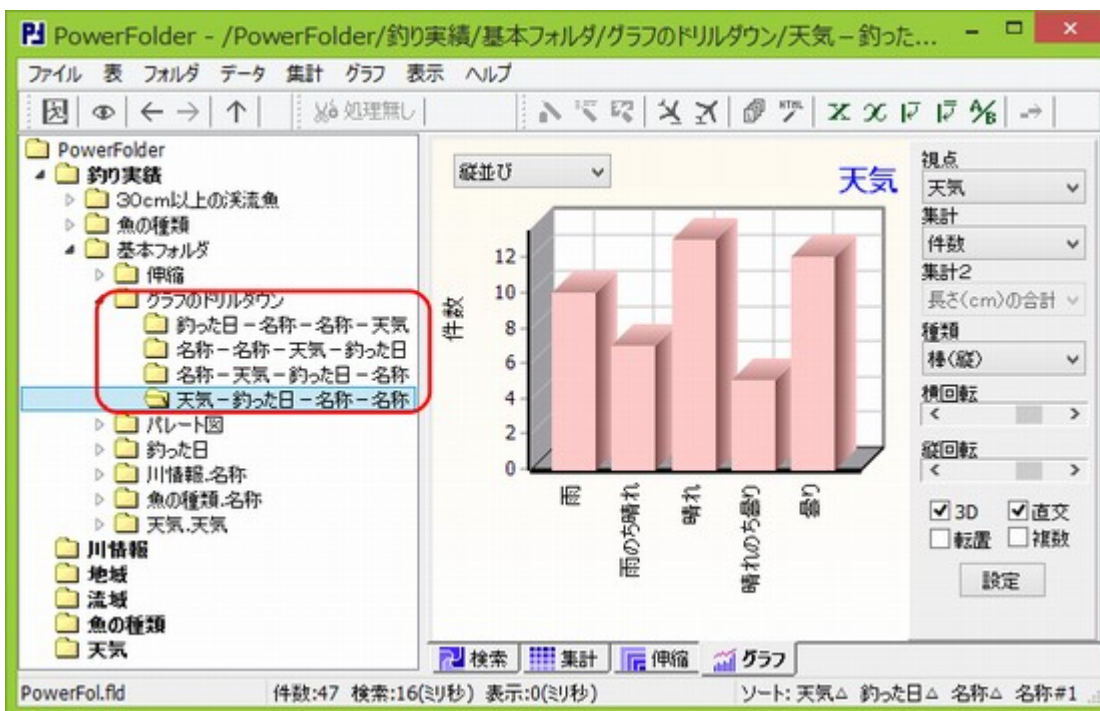 PowerFolder - /PowerFolder/釣り実績/基本フォルダ/グラフのドリルダウン/天気－釣った...
ファイル 表 フォルダ データ 集計 グラフ 表示 ヘルプ
処理無し
HTML
PowerFolder
釣り実績
30cm以上の渓流魚
魚の種類
基本フォルダ
伸縮
グラフのドリルダウン
釣った日－名称－名称－天気
名称－名称－天気－釣った日
名称－天気－釣った日－名称
天気－釣った日－名称－名称
パレート図
釣った日
川情報.名称
魚の種類.名称
天気.天気
川情報
地域
流域
魚の種類
天気
縦並び
天気
件数
12
10
8
6
4
2
0
雨
雨のち晴れ
晴れ
晴れのち曇り
曇り
視点
天気
集計
件数
集計2
長さ(cm)の合計
種類
棒(縦)
横回転
縦回転
3D 直交
転置 複数
設定
検索 集計 伸縮 グラフ
PowerFol.fld 件数:47 検索:16(ミリ秒) 表示:0(ミリ秒) ソート: 天気△ 釣った日△ 名称△ 名称#1